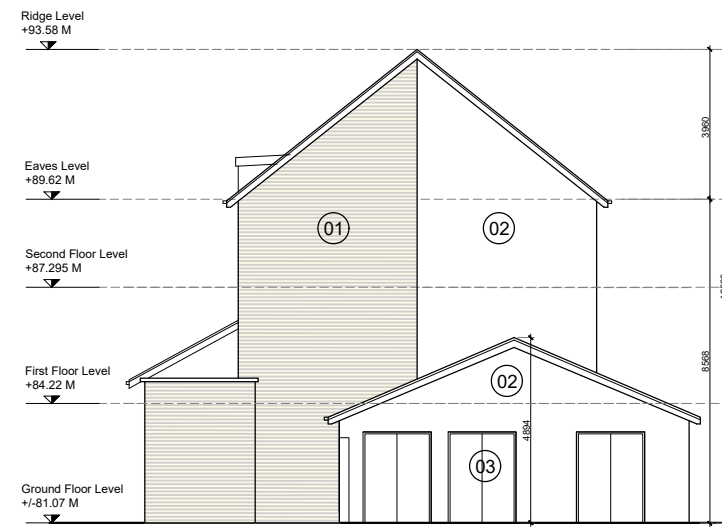 Ridge Level
+93.58 M
3960
Eaves Level
+89.62 M
01
02
Second Floor Level
+87.295 M
First Floor Level
+84.22 M
8568
02
4894
03
Ground Floor Level
+/-81.07 M